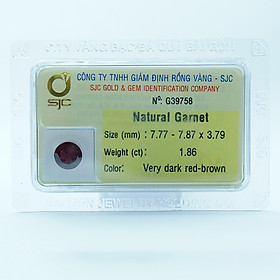 CÔNG TY TNHH GIÁM ĐỊNH RỒNG VÀNG - SJC
SJC GOLD & GEM IDENTIFICATION COMPANY
Nº: G39758
SJC
Natural Garnet
Size (mm) : 7.77 - 7.87 x 3.79
Weight (ct) : 1.86
Color: Very dark red-brown